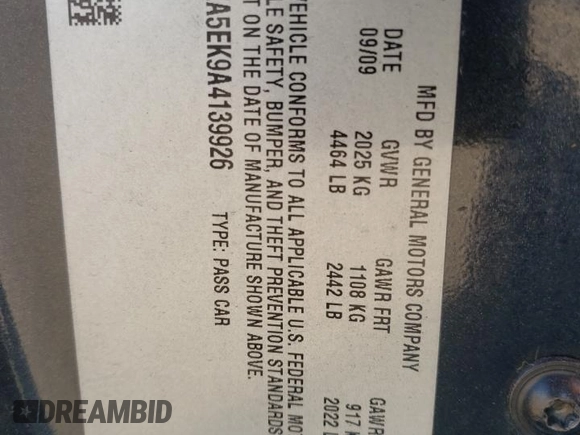 MFD BY GENERAL MOTORS COMPANY
DATE GVWR GAWR FRT GAWR
09/09 2025 KG 1108 KG 917 K
4464 LB 2442 LB 2022 L
VEHICLE CONFORMS TO ALL APPLICABLE U.S. FEDERAL MO
LE SAFETY, BUMPER, AND THEFT PREVENTION STANDARDS
T ON THE DATE OF MANUFACTURE SHOWN ABOVE.
A5EK9A4139926 TYPE: PASS CAR
DREAMBID